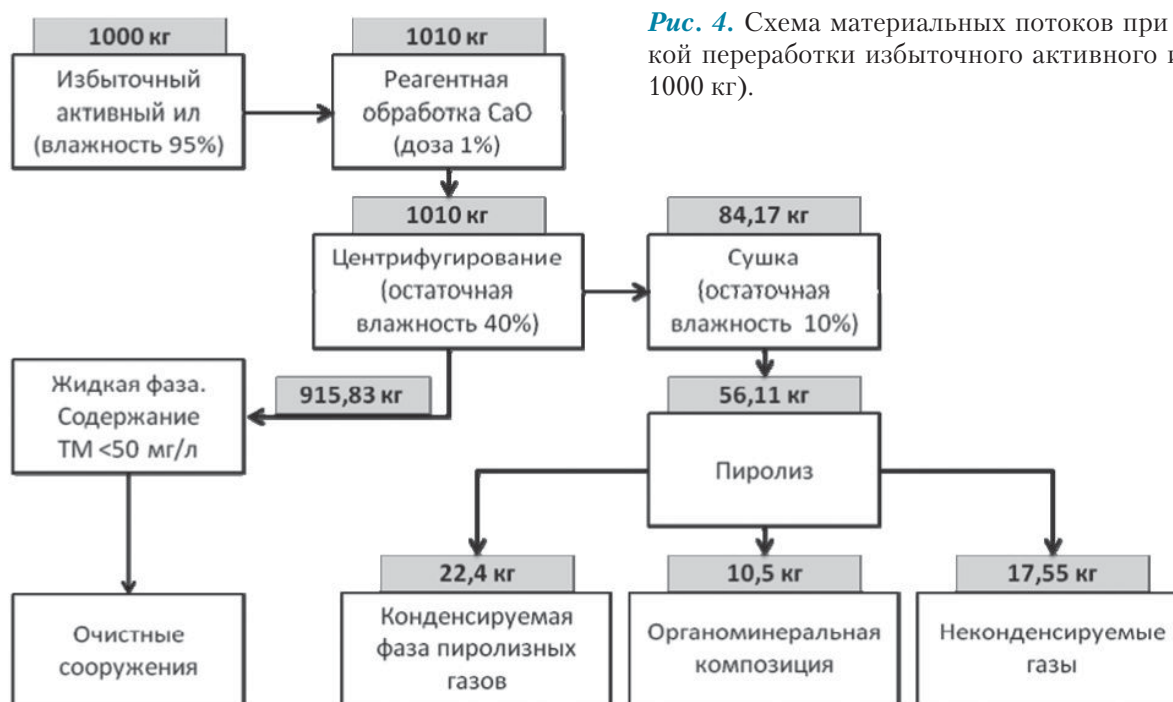 Рис. 4. Схема материальных потоков при
кой переработки избыточного активного и
1000 кг).
1000 кг
Избыточный
активный ил
(влажность 95%)
1010 кг
Реагентная
обработка CaO
(доза 1%)
1010 кг
Центрифугирование
(остаточная
влажность 40%)
84,17 кг
Сушка
(остаточная
влажность 10%)
915,83 кг
Жидкая фаза.
Содержание
ТМ <50 мг/л
56,11 кг
Пиролиз
Очистные
сооружения
22,4 кг
Конденсируемая
фаза пиролизных
газов
10,5 кг
Органоминеральная
композиция
17,55 кг
Неконденсируемые
газы